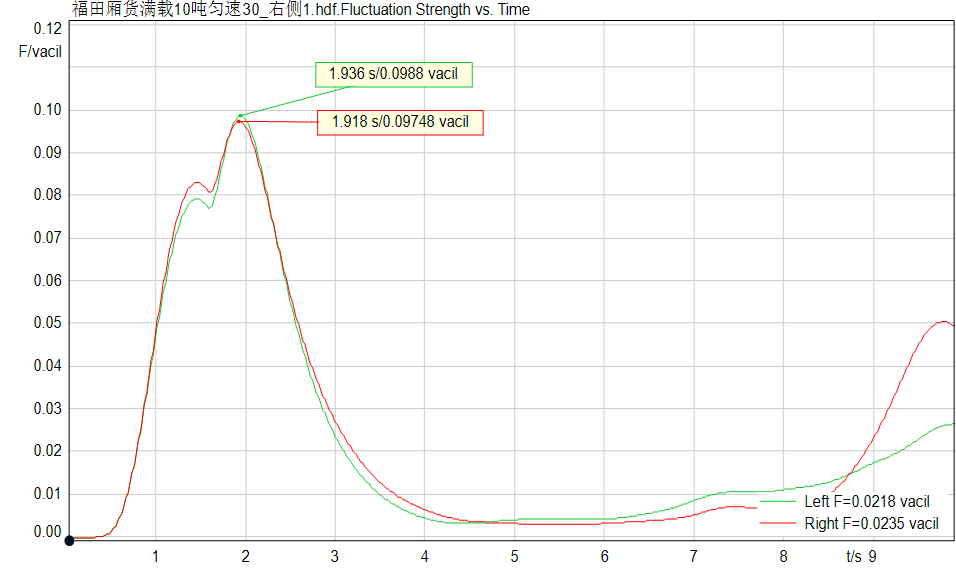 福田厢货满载10吨匀速30_右侧1.hdf.Fluctuation Strength vs. Time
0.12
F/vacil
1.936 s/0.0988 vacil
0.10
1.918 s/0.09748 vacil
0.09
0.08
0.07
0.06
0.05
0.04
0.03
0.02
0.01
Left F=0.0218 vacil
Right F=0.0235 vacil
0.00
1 2 3 4 5 6 7 8 t/s 9